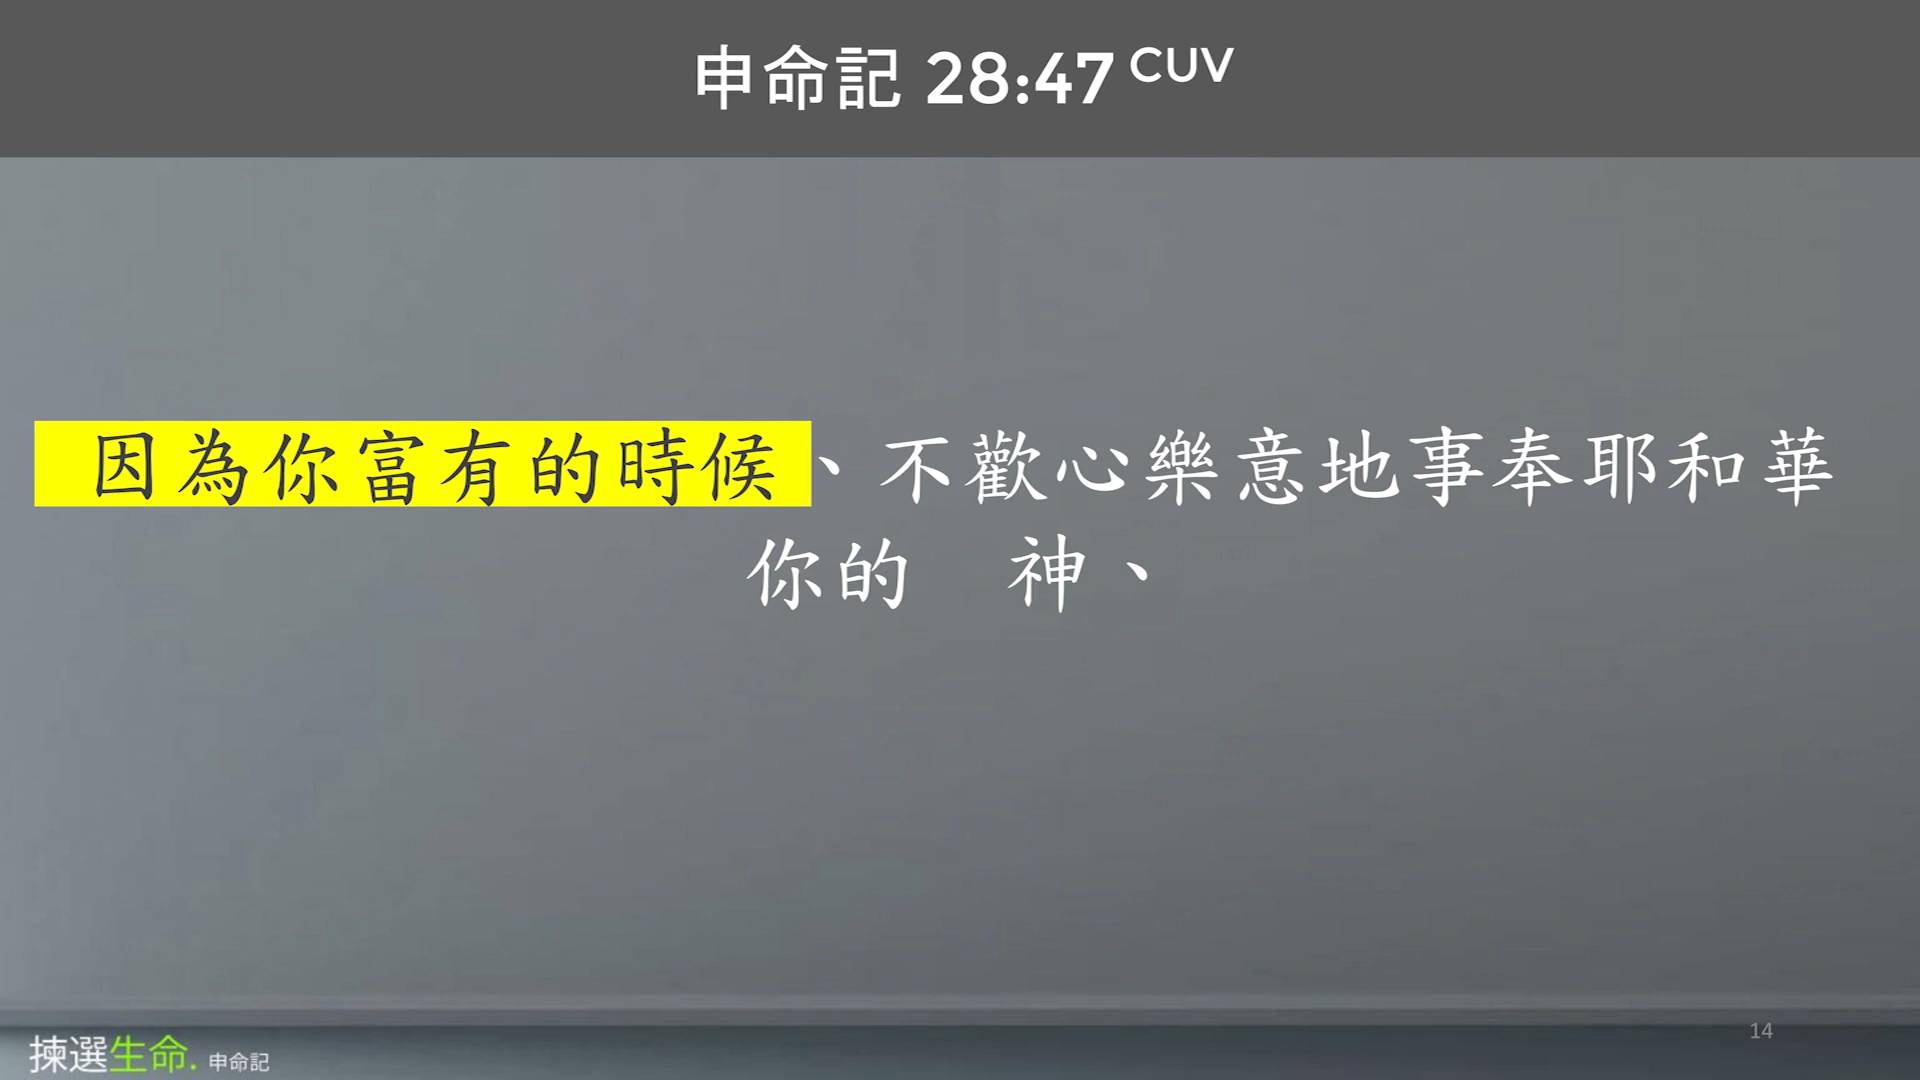 申命記 28:47 CUV
因為你富有的時候、不歡心樂意地事奉耶和華
你的　神、
14
揀選生命. 申命記